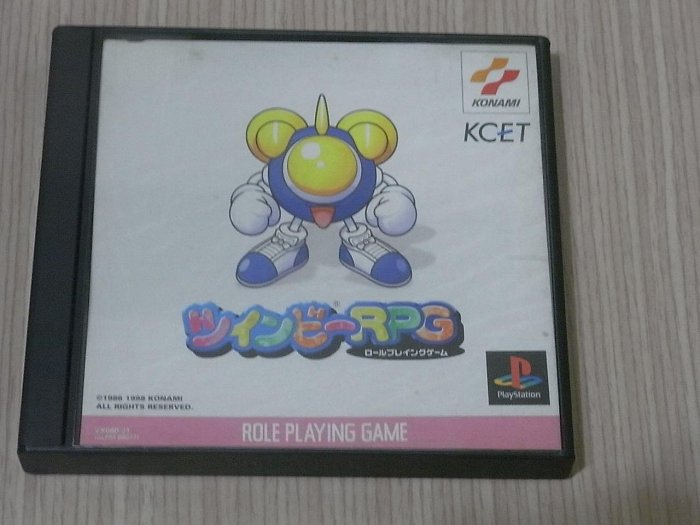 KONAMI
KCET
ツインビーRPG
ロールプレイングゲーム
PlayStation
©1986 1998 KONAMI
ALL RIGHTS RESERVED.
ROLE PLAYING GAME